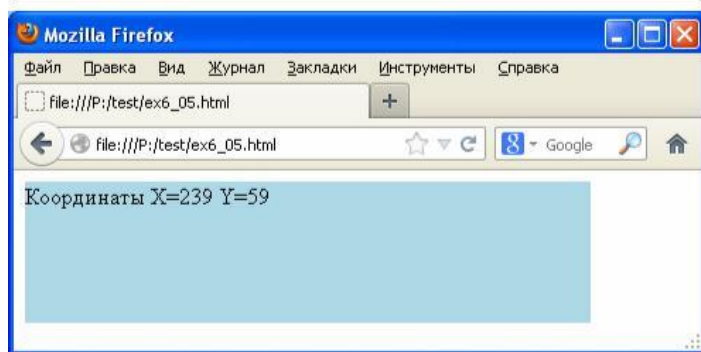 Mozilla Firefox
Файл Правка Вид Журнал Закладки Инструменты Справка
file:///P:/test/ex6_05.html
file:///P:/test/ex6_05.html Google
Координаты X=239 Y=59